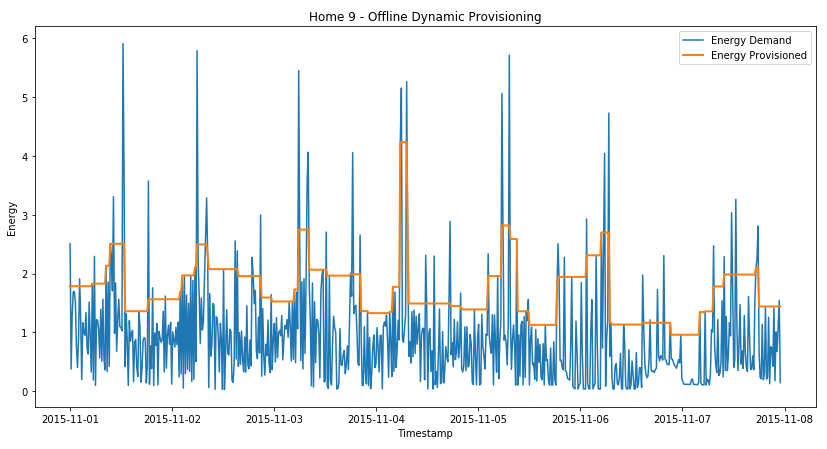 Home 9 - Offline Dynamic Provisioning
Energy Demand
Energy Provisioned
6
5
4
3
2
1
0
Energy
2015-11-01 2015-11-02 2015-11-03 2015-11-04 2015-11-05 2015-11-06 2015-11-07 2015-11-08
Timestamp